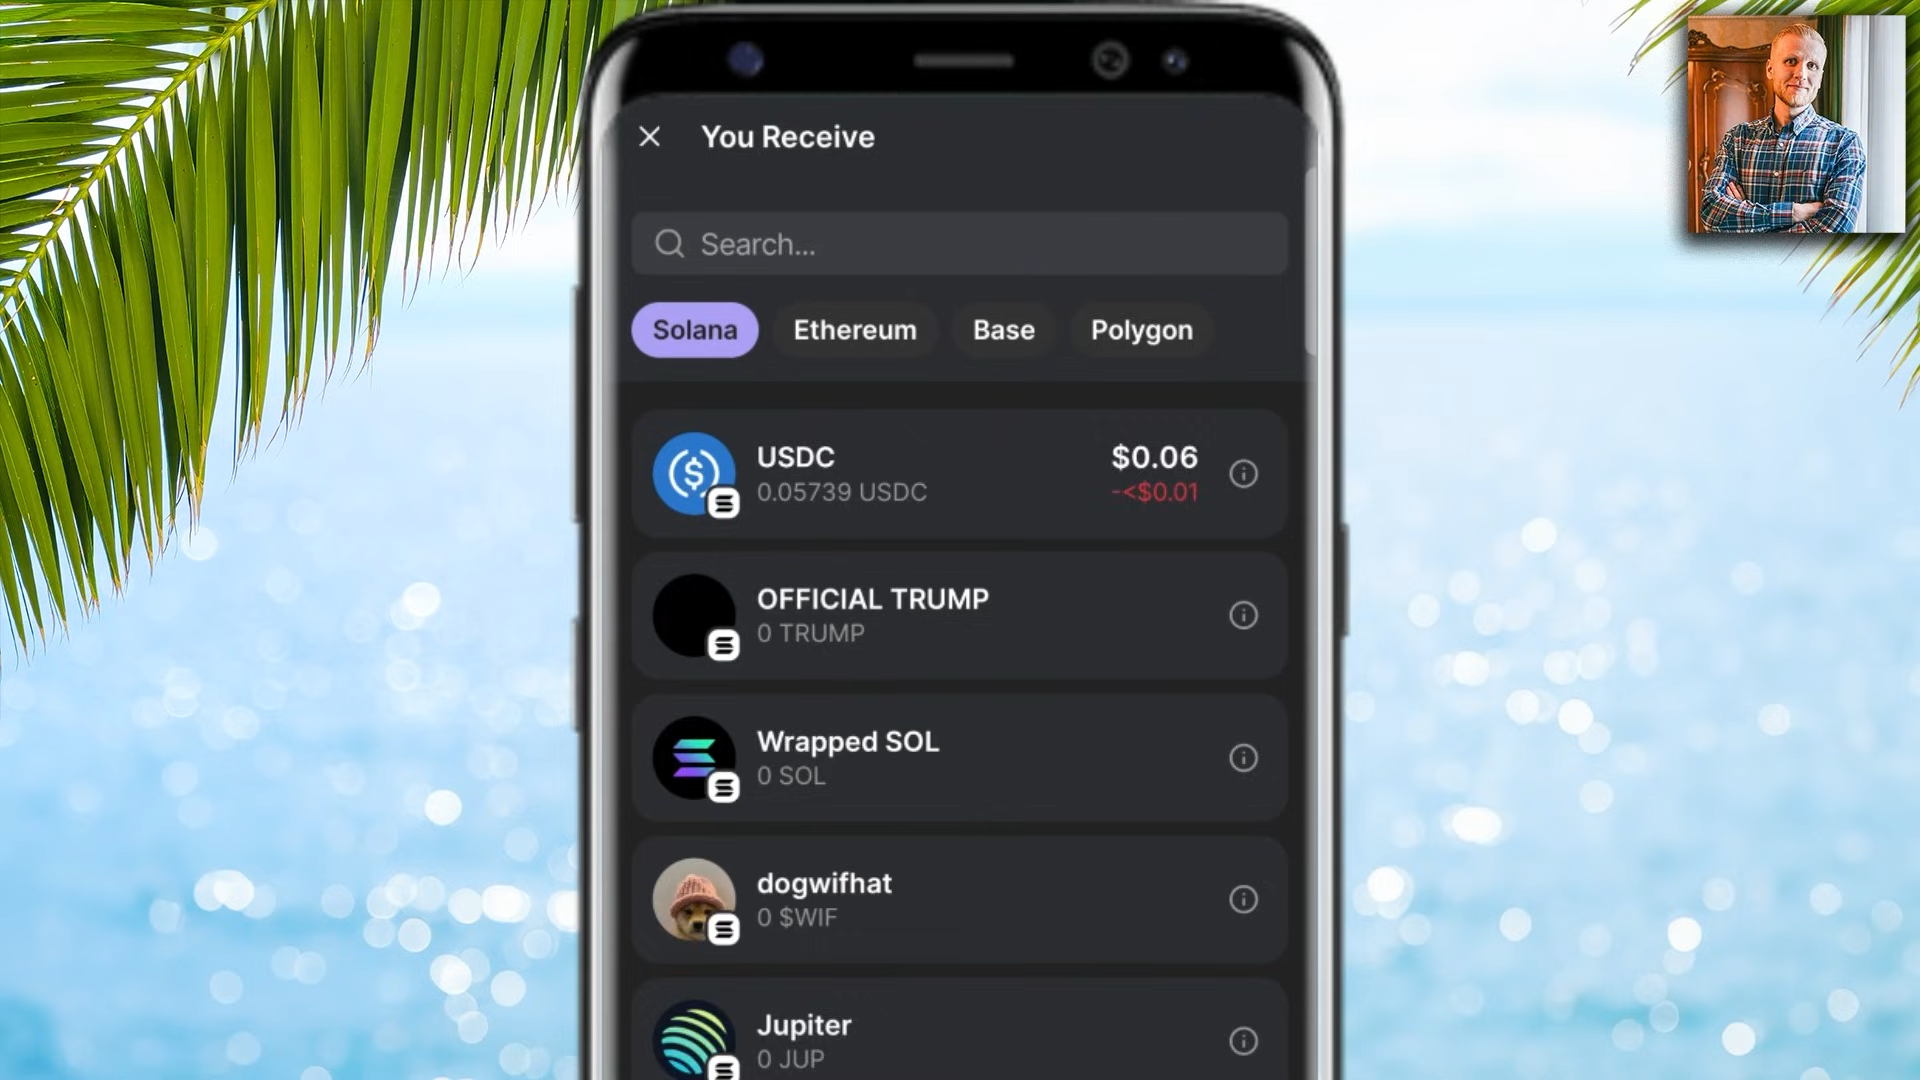 You Receive
Search...
Solana Ethereum Base Polygon
USDC $0.06
0.05739 USDC -<$0.01
OFFICIAL TRUMP
0 TRUMP
Wrapped SOL
0 SOL
dogwifhat
0 $WIF
Jupiter
0 JUP